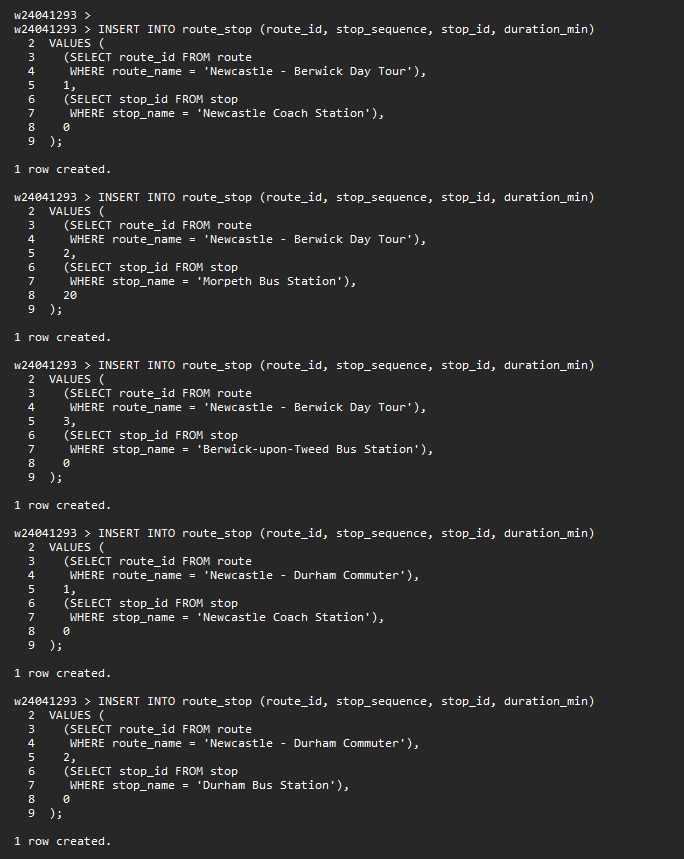 w24041293 >
w24041293 > INSERT INTO route_stop (route_id, stop_sequence, stop_id, duration_min)
  2  VALUES (
  3    (SELECT route_id FROM route
  4     WHERE route_name = 'Newcastle - Berwick Day Tour'),
  5    1,
  6    (SELECT stop_id FROM stop
  7     WHERE stop_name = 'Newcastle Coach Station'),
  8    0
  9  );

1 row created.

w24041293 > INSERT INTO route_stop (route_id, stop_sequence, stop_id, duration_min)
  2  VALUES (
  3    (SELECT route_id FROM route
  4     WHERE route_name = 'Newcastle - Berwick Day Tour'),
  5    2,
  6    (SELECT stop_id FROM stop
  7     WHERE stop_name = 'Morpeth Bus Station'),
  8    20
  9  );

1 row created.

w24041293 > INSERT INTO route_stop (route_id, stop_sequence, stop_id, duration_min)
  2  VALUES (
  3    (SELECT route_id FROM route
  4     WHERE route_name = 'Newcastle - Berwick Day Tour'),
  5    3,
  6    (SELECT stop_id FROM stop
  7     WHERE stop_name = 'Berwick-upon-Tweed Bus Station'),
  8    0
  9  );

1 row created.

w24041293 > INSERT INTO route_stop (route_id, stop_sequence, stop_id, duration_min)
  2  VALUES (
  3    (SELECT route_id FROM route
  4     WHERE route_name = 'Newcastle - Durham Commuter'),
  5    1,
  6    (SELECT stop_id FROM stop
  7     WHERE stop_name = 'Newcastle Coach Station'),
  8    0
  9  );

1 row created.

w24041293 > INSERT INTO route_stop (route_id, stop_sequence, stop_id, duration_min)
  2  VALUES (
  3    (SELECT route_id FROM route
  4     WHERE route_name = 'Newcastle - Durham Commuter'),
  5    2,
  6    (SELECT stop_id FROM stop
  7     WHERE stop_name = 'Durham Bus Station'),
  8    0
  9  );

1 row created.